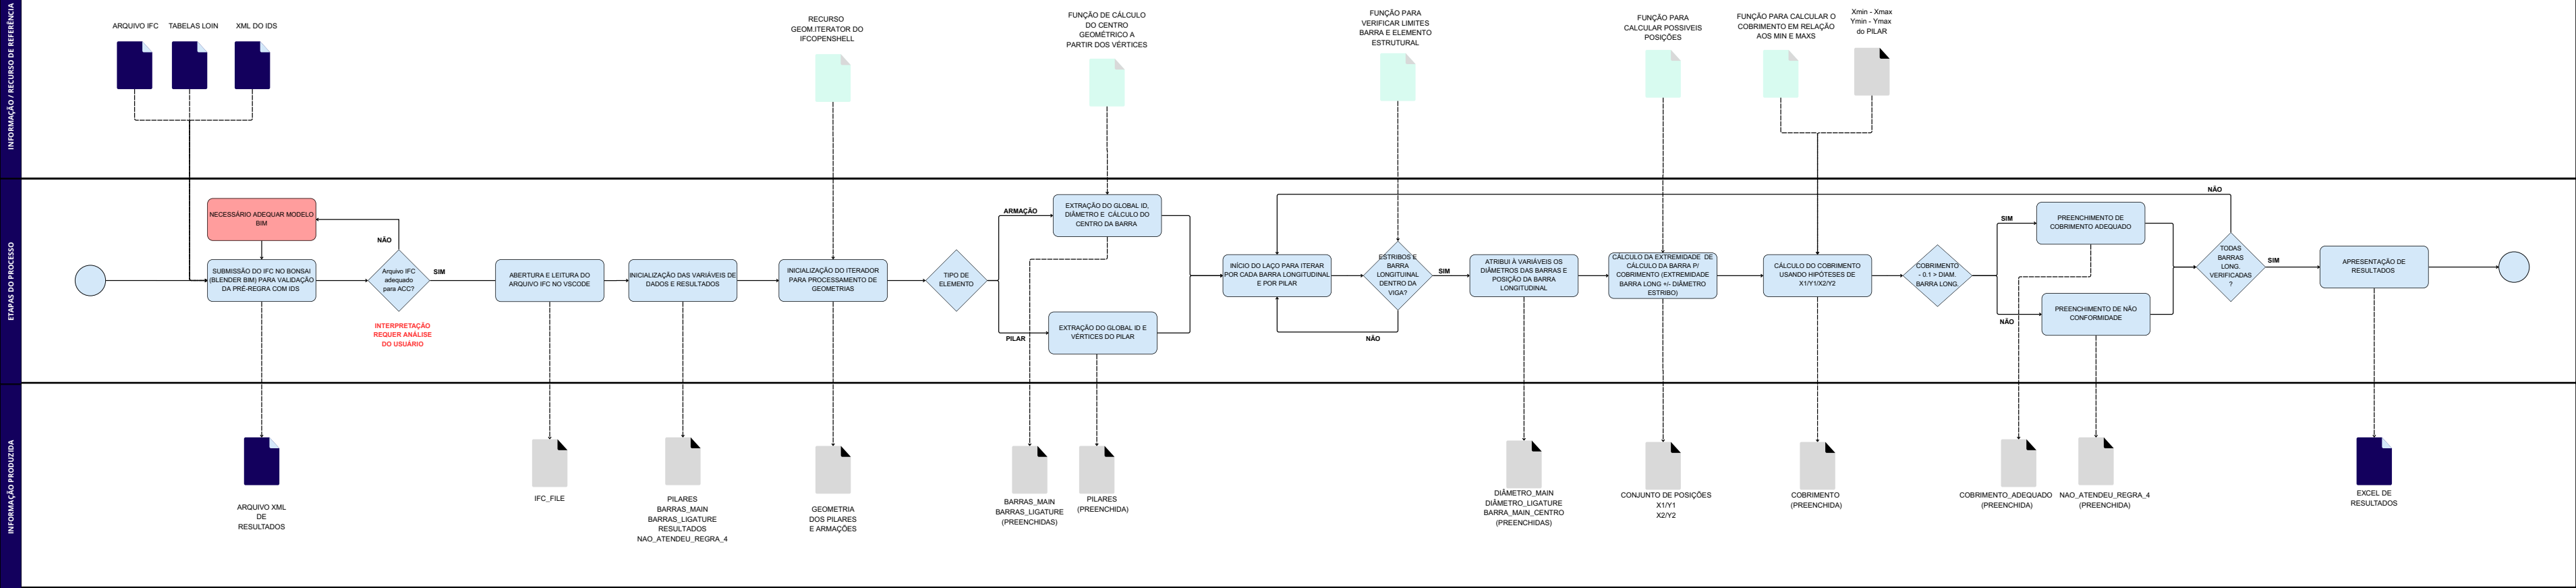 INFORMAÇÃO / RECURSO DE REFERÊNCIA
ARQUIVO IFC
TABELAS LOIN
XML DO IDS
RECURSO
GEOM.ITERATOR DO
IFCOPENSHELL
FUNÇÃO DE CÁLCULO
DO CENTRO
GEOMÉTRICO A
PARTIR DOS VÉRTICES
FUNÇÃO PARA
VERIFICAR LIMITES
BARRA E ELEMENTO
ESTRUTURAL
FUNÇÃO PARA
CALCULAR POSSIVEIS
POSIÇÕES
FUNÇÃO PARA CALCULAR O
COBRIMENTO EM RELAÇÃO
AOS MIN E MAXS
Xmin - Xmax
Ymin - Ymax
do PILAR
ETAPAS DO PROCESSO
NECESSÁRIO ADEQUAR MODELO
BIM
SUBMISSÃO DO IFC NO BONSAI
(BLENDER BIM) PARA VALIDAÇÃO
DA PRÉ-REGRA COM IDS
NÃO
Arquivo IFC
adequado
para ACC?
SIM
INTERPRETAÇÃO
REQUER ANÁLISE
DO USUÁRIO
ABERTURA E LEITURA DO
ARQUIVO IFC NO VSCODE
INICIALIZAÇÃO DAS VARIÁVEIS DE
DADOS E RESULTADOS
INICIALIZAÇÃO DO ITERADOR
PARA PROCESSAMENTO DE
GEOMETRIAS
TIPO DE
ELEMENTO
ARMAÇÃO
PILAR
EXTRAÇÃO DO GLOBAL ID,
DIÂMETRO E CÁLCULO DO
CENTRO DA BARRA
EXTRAÇÃO DO GLOBAL ID E
VÉRTICES DO PILAR
INÍCIO DO LAÇO PARA ITERAR
POR CADA BARRA LONGITUDINAL
E POR PILAR
ESTRIBOS E
BARRA
LONGITUINAL
DENTRO DA
VIGA?
SIM
NÃO
ATRIBUI À VARIÁVEIS OS
DIÂMETROS DAS BARRAS E
POSIÇÃO DA BARRA
LONGITUDINAL
CÁLCULO DA EXTREMIDADE DE
CÁLCULO DA BARRA P/
COBRIMENTO (EXTREMIDADE
BARRA LONG +/- DIÂMETRO
ESTRIBO)
CÁLCULO DO COBRIMENTO
USANDO HIPÓTESES DE
X1/Y1/X2/Y2
COBRIMENTO
- 0.1 > DIAM.
BARRA LONG.
SIM
NÃO
PREENCHIMENTO DE
COBRIMENTO ADEQUADO
PREENCHIMENTO DE NÃO
CONFORMIDADE
NÃO
TODAS
BARRAS
LONG.
VERIFICADAS
?
SIM
APRESENTAÇÃO DE
RESULTADOS
INFORMAÇÃO PRODUZIDA
ARQUIVO XML
DE
RESULTADOS
IFC_FILE
PILARES
BARRAS_MAIN
BARRAS_LIGATURE
RESULTADOS
NAO_ATENDEU_REGRA_4
GEOMETRIA
DOS PILARES
E ARMAÇÕES
BARRAS_MAIN
BARRAS_LIGATURE
(PREENCHIDAS)
PILARES
(PREENCHIDA)
DIÂMETRO_MAIN
DIÂMETRO_LIGATURE
BARRA_MAIN_CENTRO
(PREENCHIDAS)
CONJUNTO DE POSIÇÕES
X1/Y1
X2/Y2
COBRIMENTO
(PREENCHIDA)
COBRIMENTO_ADEQUADO
(PREENCHIDA)
NAO_ATENDEU_REGRA_4
(PREENCHIDA)
EXCEL DE
RESULTADOS